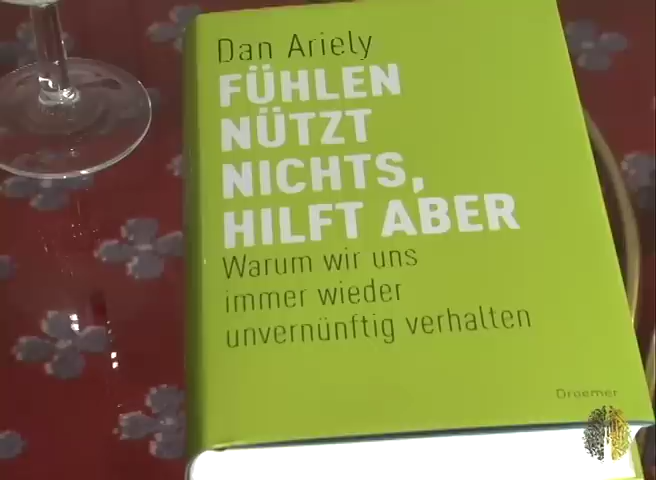 Dan Ariely
FÜHLEN
NÜTZT
NICHTS,
HILFT ABER
Warum wir uns
immer wieder
unvernünftig verhalten
Droemer